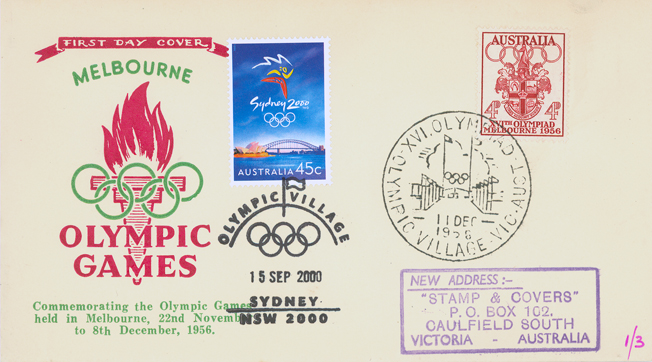 FIRST DAY COVER
MELBOURNE
OLYMPIC
GAMES
Commemorating the Olympic Games
held in Melbourne, 22nd November
to 8th December, 1956.
Sydney 2000
AUSTRALIA 45c
OLYMPIC VILLAGE
15 SEP 2000
SYDNEY
NSW 2000
AUSTRALIA
4D 4D
XVITH OLYMPIAD
MELBOURNE 1956
XVI. OLYMPIAD
11 DEC
1956
OLYMPIC VILLAGE. VIC. AUST.
NEW ADDRESS:-
"STAMP & COVERS"
P.O. BOX 102.
CAULFIELD SOUTH
VICTORIA - AUSTRALIA
1/3